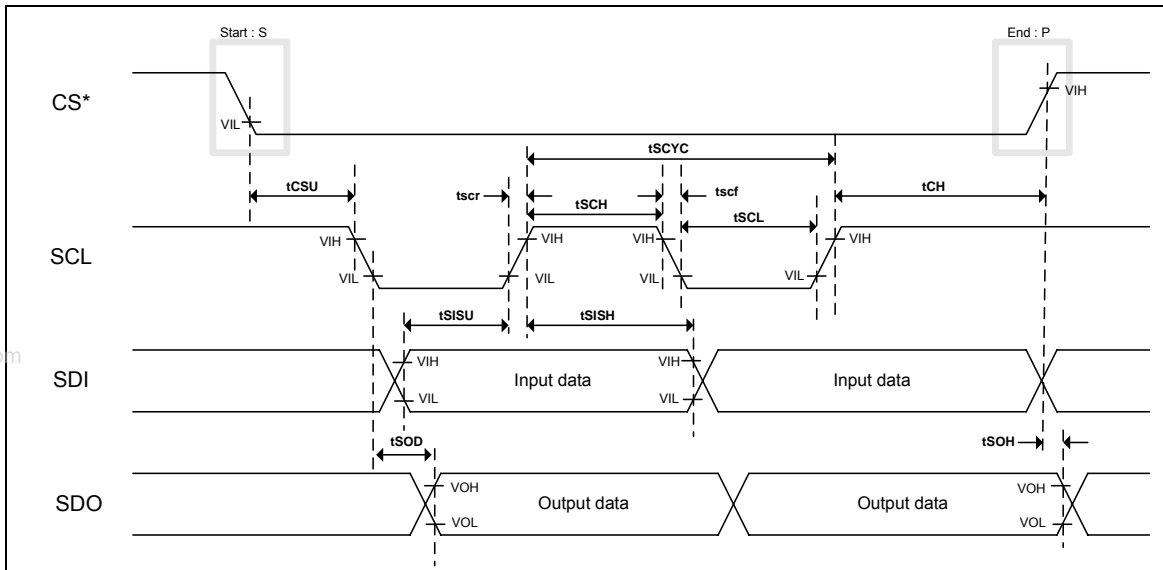 Start : S
End : P
CS*
VIL
VIH
tSCYC
tCSU
tscr
tSCH
tscf
tSCL
tCH
SCL
VIH
VIL
VIH
VIL
VIH
VIL
VIL
VIH
tSISU
tSISH
om
SDI
VIH
VIL
Input data
VIH
VIL
Input data
tSOD
tSOH
SDO
VOH
VOL
Output data
Output data
VOH
VOL